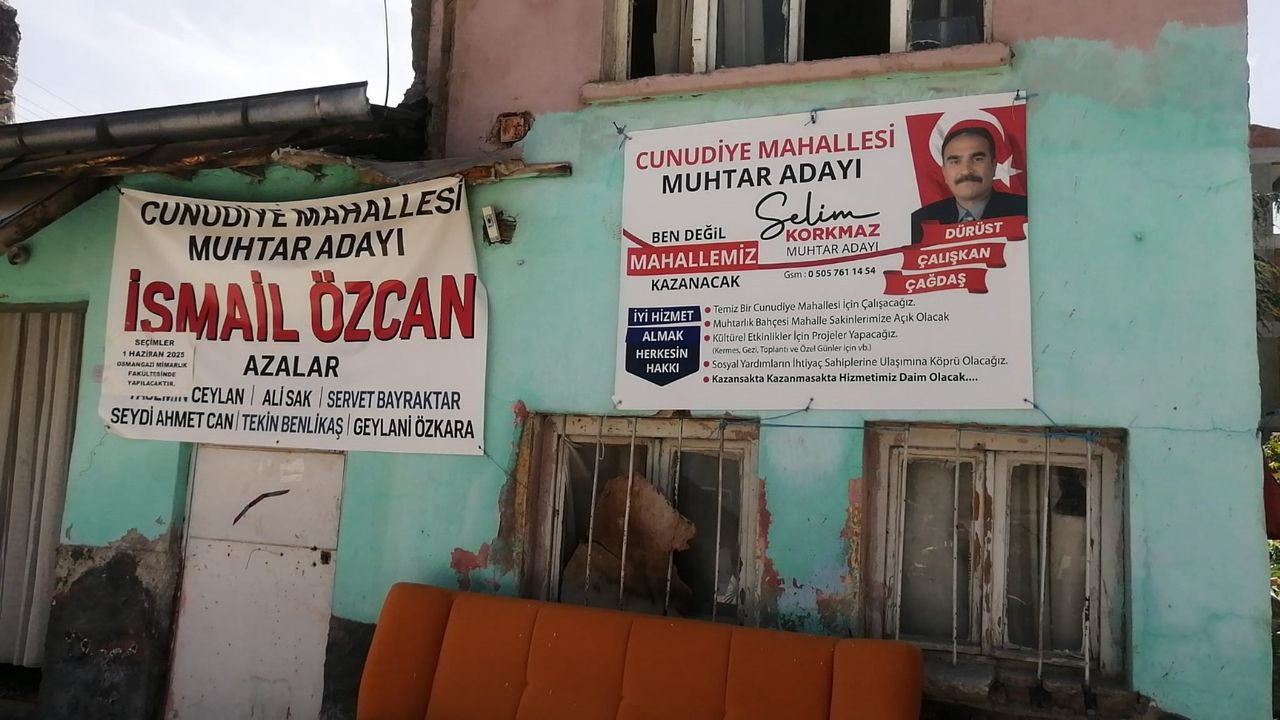 CUNUDİYE MAHALLESİ
MUHTAR ADAYI
İSMAİL ÖZCAN
AZALAR
SEÇİMLER
1 HAZİRAN 2025
OSMANGAZİ MİMARLIK
FAKÜLTESİNDE
YAPILACAKTIR.
CEYLAN | ALİ SAK | SERVET BAYRAKTAR
SEYDİ AHMET CAN | TEKİN BENLİKAŞ | GEYLANİ ÖZKARA
CUNUDİYE MAHALLESİ
MUHTAR ADAYI
Selim
KORKMAZ
MUHTAR ADAYI
BEN DEĞİL
MAHALLEMİZ
KAZANACAK
Gsm : 0 505 761 14 54
DÜRÜST
ÇALIŞKAN
ÇAĞDAŞ
İYİ HİZMET
ALMAK
HERKESİN
HAKKI
• Temiz Bir Cunudiye Mahallesi İçin Çalışacağız.
• Muhtarlık Bahçesi Mahalle Sakinlerimize Açık Olacak
• Kültürel Etkinlikler İçin Projeler Yapacağız.
(Kermes, Gezi, Toplantı ve Özel Günler için vb.)
• Sosyal Yardımların İhtiyaç Sahiplerine Ulaşımına Köprü Olacağız.
• Kazansakta Kazanmasakta Hizmetimiz Daim Olacak....